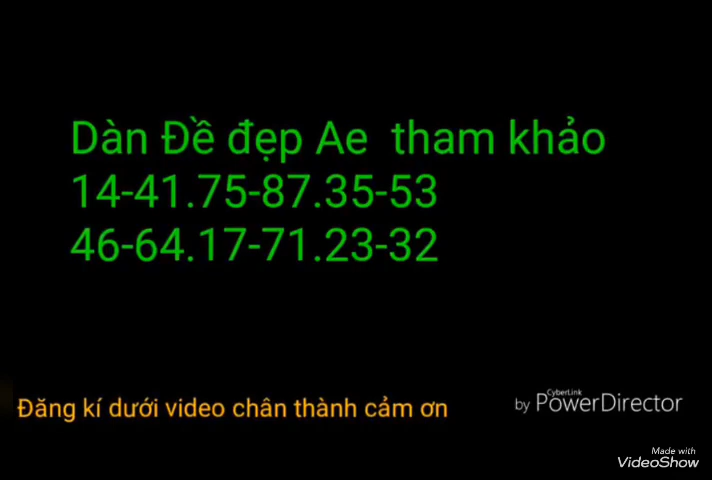 Dàn Đề đẹp Ae tham khảo
14-41.75-87.35-53
46-64.17-71.23-32
Đăng kí dưới video chân thành cảm ơn
by CyberLink PowerDirector
Made with
VideoShow